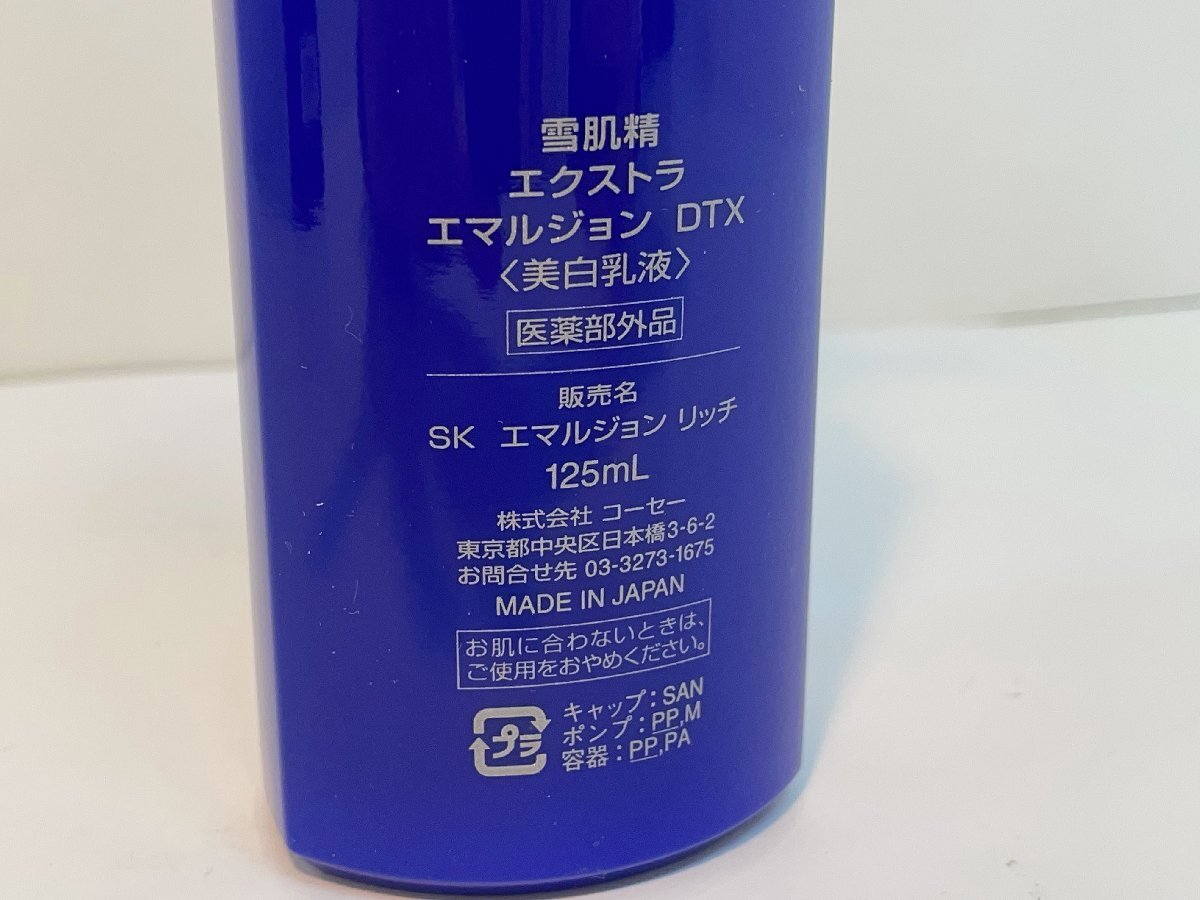 雪肌精
エクストラ
エマルジョン DTX
〈美白乳液〉
医薬部外品
販売名
SK エマルジョン リッチ
125mL
株式会社 コーセー
東京都中央区日本橋3-6-2
お問合せ先 03-3273-1675
MADE IN JAPAN
お肌に合わないときは、
ご使用をおやめください。
プラ
キャップ：SAN
ポンプ：PP,M
容器：PP,PA